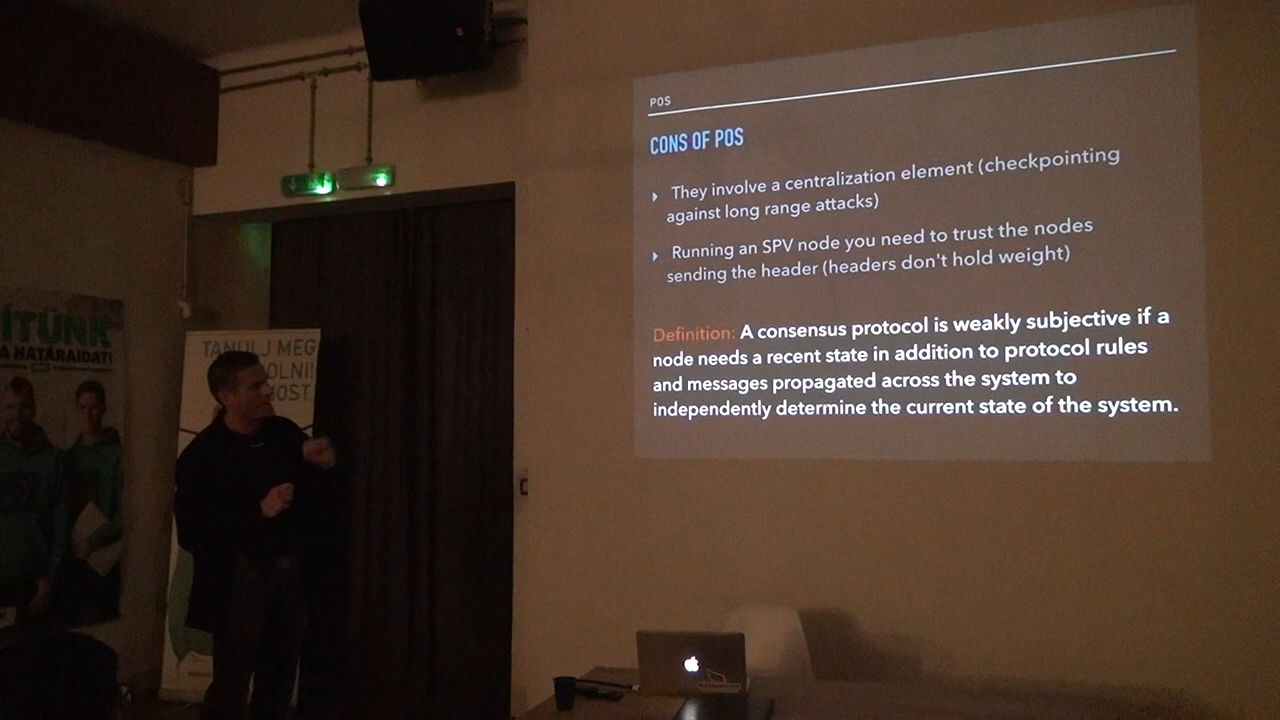 POS
CONS OF POS
They involve a centralization element (checkpointing
against long range attacks)
Running an SPV node you need to trust the nodes
sending the header (headers don't hold weight)
Definition: A consensus protocol is weakly subjective if a
node needs a recent state in addition to protocol rules
and messages propagated across the system to
independently determine the current state of the system.
ÍTÜNK
A HATÁRAIDAT!
TANULJ MEG
OLNI!
MOST.